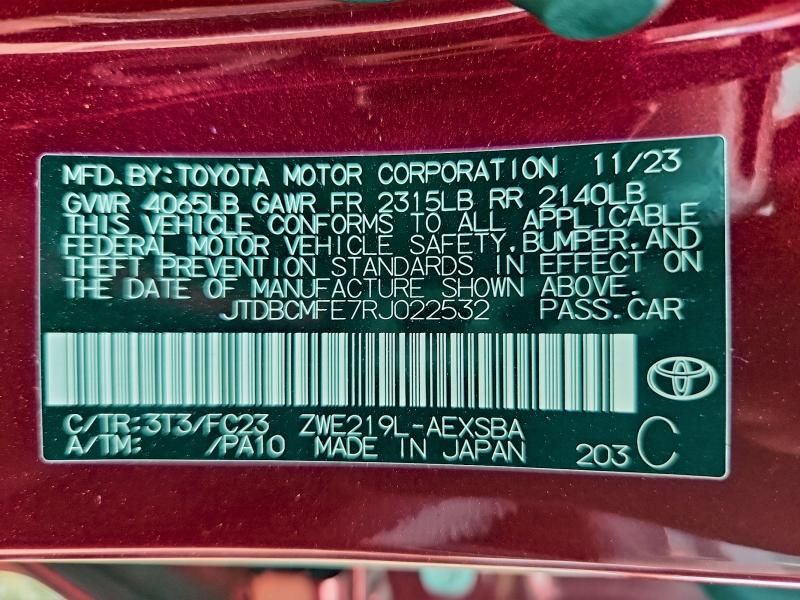 MFD.BY:TOYOTA MOTOR CORPORATION 11/23
GVWR 4065LB GAWR FR 2315LB RR 2140LB
THIS VEHICLE CONFORMS TO ALL APPLICABLE
FEDERAL MOTOR VEHICLE SAFETY,BUMPER,AND
THEFT PREVENTION STANDARDS IN EFFECT ON
THE DATE OF MANUFACTURE SHOWN ABOVE.
JTDBCMFE7RJ022532 PASS.CAR
C/TR:3T3/FC23 ZWE219L-AEXSBA
A/TM: /PA10 MADE IN JAPAN 203 C